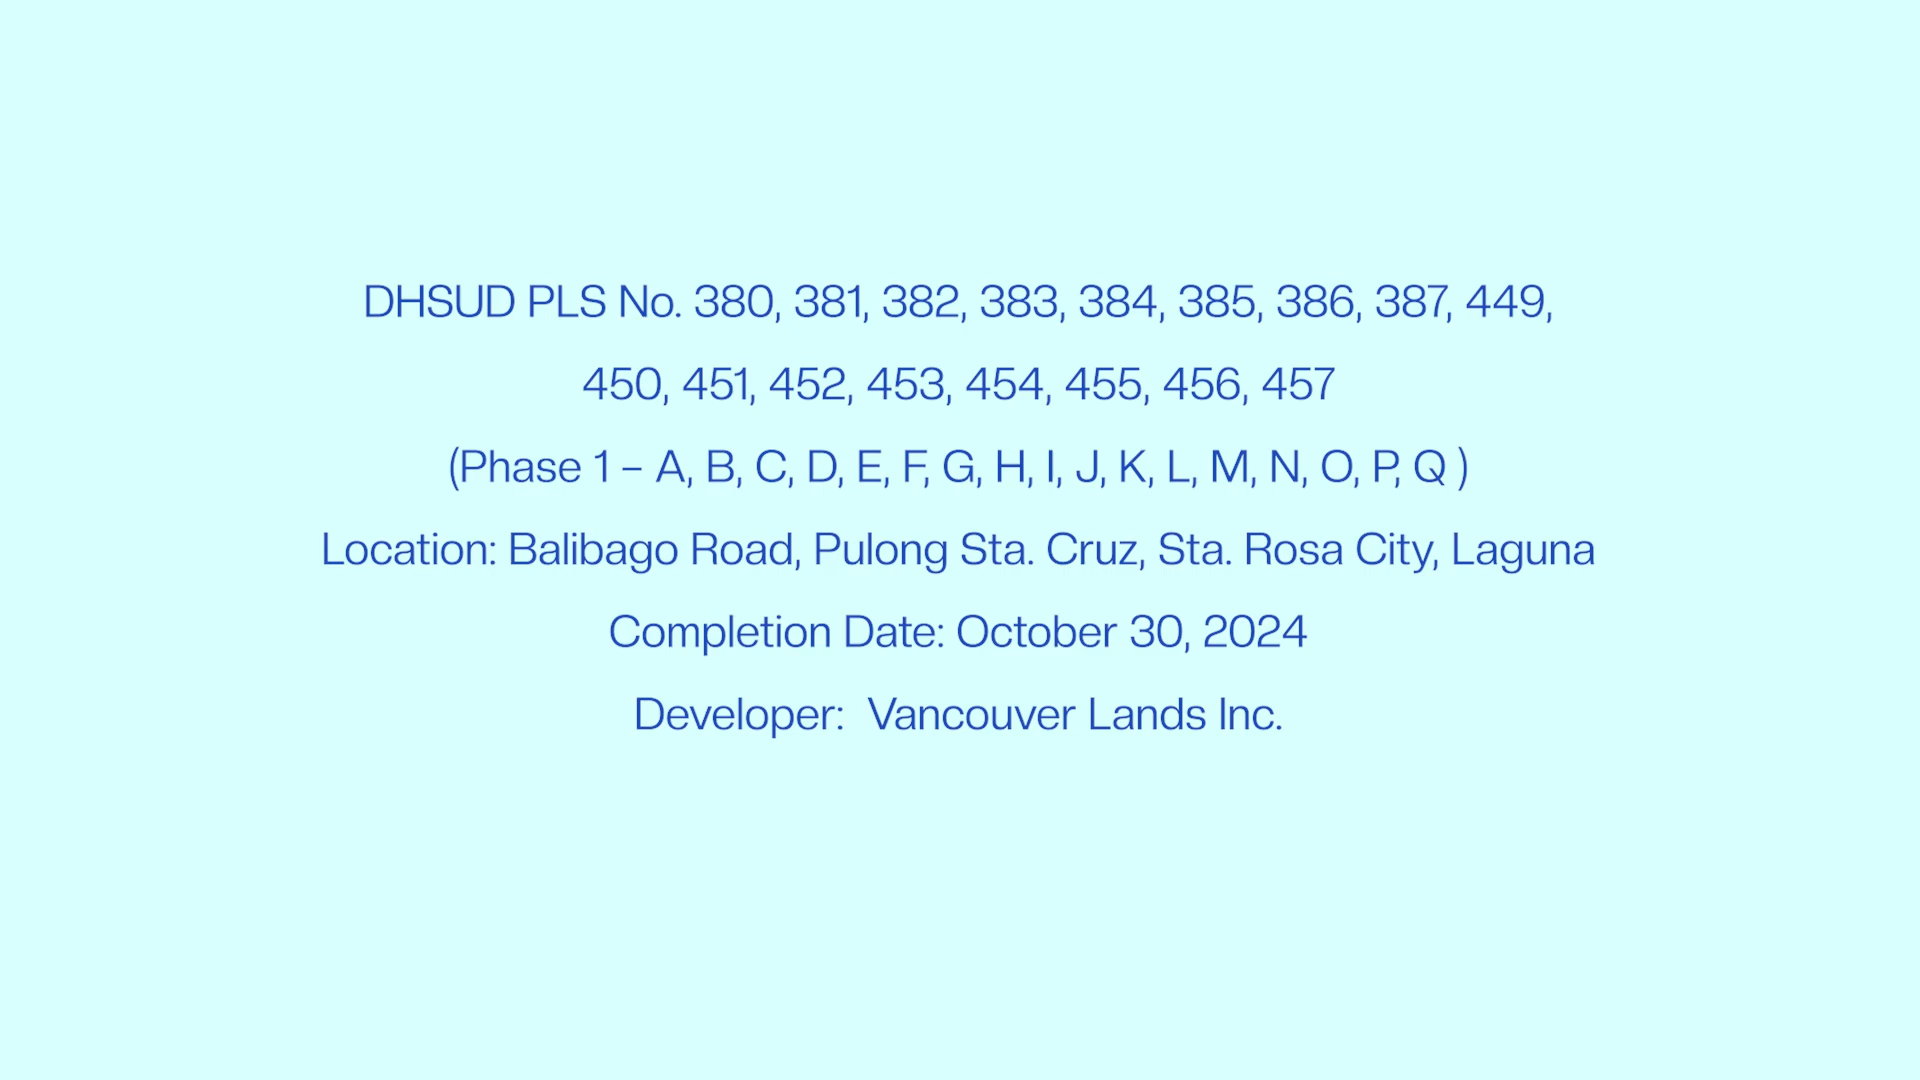 DHSUD PLS No. 380, 381, 382, 383, 384, 385, 386, 387, 449,
450, 451, 452, 453, 454, 455, 456, 457
(Phase 1 – A, B, C, D, E, F, G, H, I, J, K, L, M, N, O, P, Q )
Location: Balibago Road, Pulong Sta. Cruz, Sta. Rosa City, Laguna
Completion Date: October 30, 2024
Developer:  Vancouver Lands Inc.